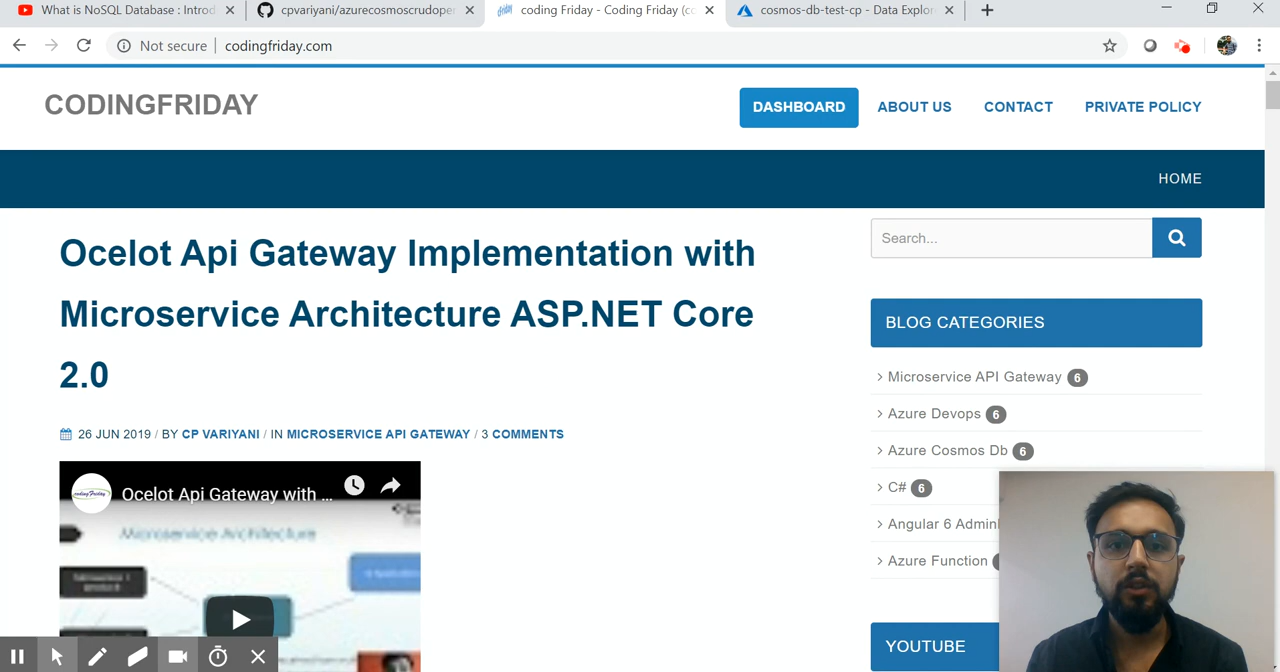 What is NoSQL Database : Introd
cpvariyani/azurecosmoscrudoper
coding Friday - Coding Friday (co
cosmos-db-test-cp - Data Explor
Not secure
codingfriday.com
CODINGFRIDAY
DASHBOARD
ABOUT US
CONTACT
PRIVATE POLICY
HOME
Ocelot Api Gateway Implementation with
Microservice Architecture ASP.NET Core
2.0
26 JUN 2019 / BY CP VARIYANI / IN MICROSERVICE API GATEWAY / 3 COMMENTS
Ocelot Api Gateway with ...
Microservice Architecture
Search...
BLOG CATEGORIES
Microservice API Gateway 6
Azure Devops 6
Azure Cosmos Db 6
C# 6
Angular 6 Admin
Azure Function
YOUTUBE